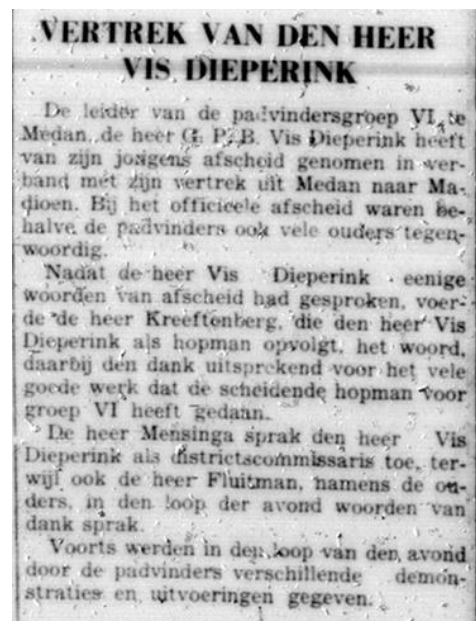 VERTREK VAN DEN HEER
VIS DIEPERINK
De leider van de padvindersgroep VI te
Medan, de heer G. P. B. Vis Dieperink heeft
van zijn jongens afscheid genomen in ver-
band met zijn vertrek uit Medan naar Ma-
dioen. Bij het officieele afscheid waren be-
halve de padvinders ook vele ouders tegen-
woordig.
Nadat de heer Vis Dieperink eenige
woorden van afscheid had gesproken, voer-
de de heer Kreeftenberg, die den heer Vis
Dieperink als hopman opvolgt, het woord,
daarbij den dank uitsprekend voor het vele
goede werk dat de scheidende hopman voor
groep VI heeft gedaan.
De heer Mensinga sprak den heer Vis
Dieperink als districtscommissaris toe, ter-
wijl ook de heer Fluitman, namens de ou-
ders, in den loop der avond woorden van
dank sprak.
Voorts werden in den loop van den avond
door de padvinders verschillende demon-
straties en uitvoeringen gegeven.